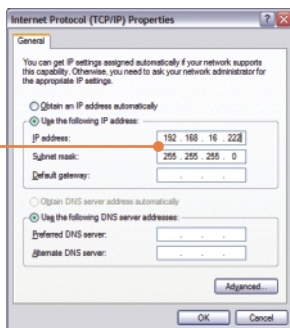 Internet Protocol (TCP/IP) Properties
General
You can get IP settings assigned automatically if your network supports
this capability. Otherwise, you need to ask your network administrator for
the appropriate IP settings.
Obtain an IP address automatically
Use the following IP address:
IP address: 192 . 168 . 16 . 222
Subnet mask: 255 . 255 . 255 . 0
Default gateway: . . .
Obtain DNS server address automatically
Use the following DNS server addresses:
Preferred DNS server: . . .
Alternate DNS server: . . .
Advanced...
OK Cancel